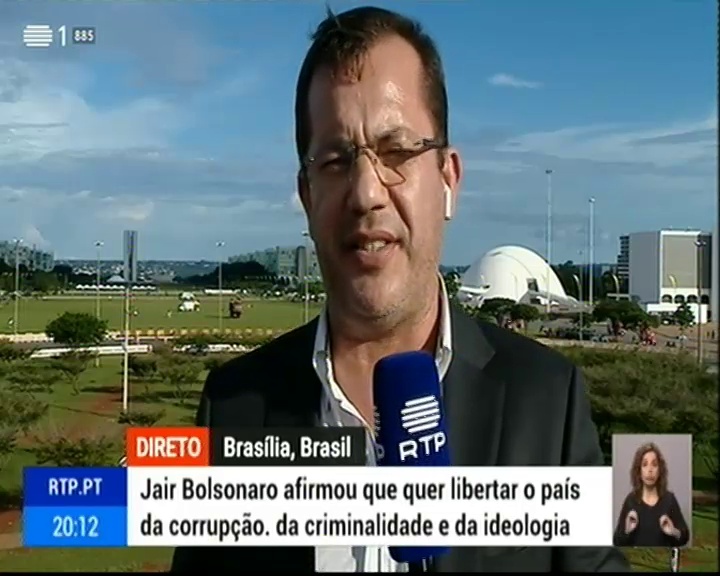 1 885
RTP
DIRETO Brasília, Brasil
RTP.PT
20:12
Jair Bolsonaro afirmou que quer libertar o país
da corrupção. da criminalidade e da ideologia